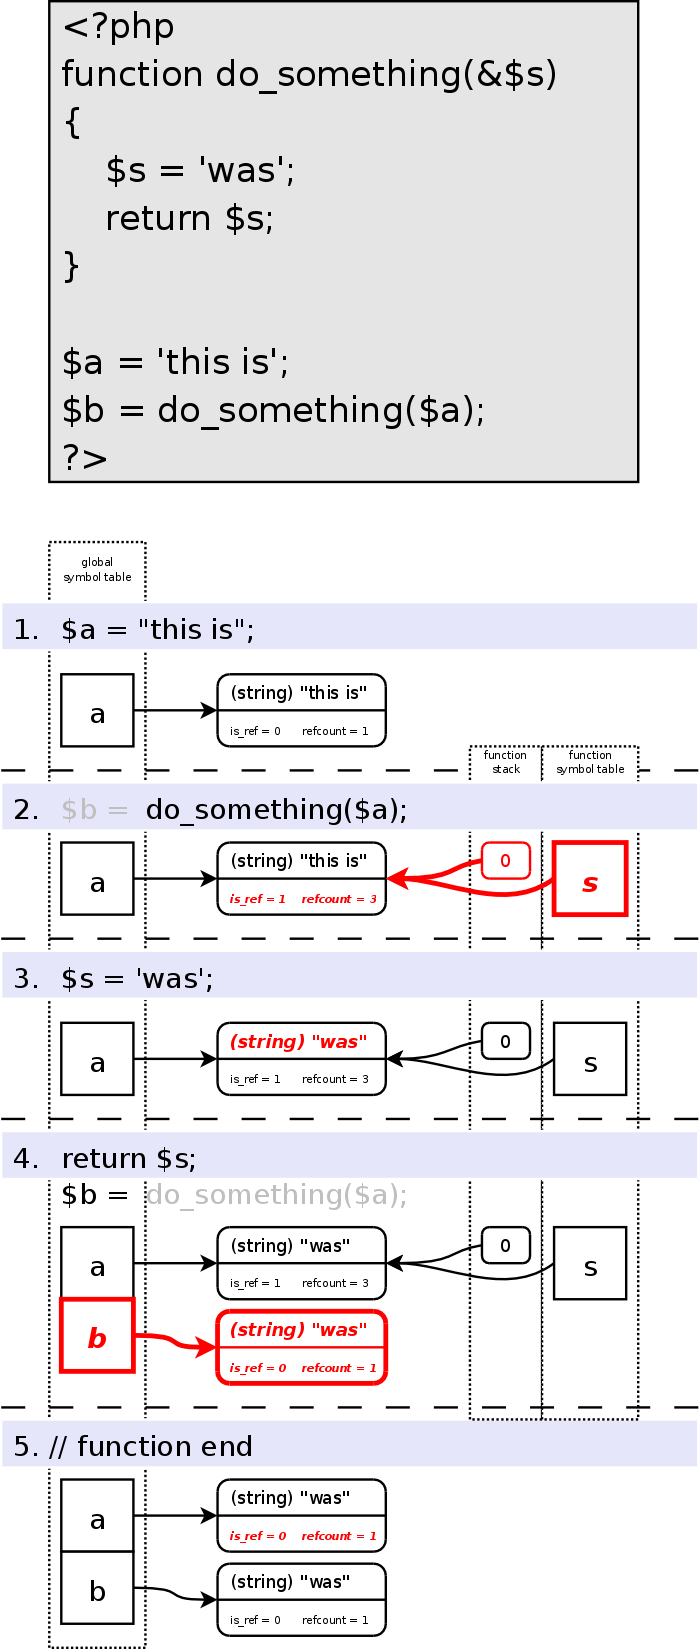 <?php
function do_something(&$s)
{
    $s = 'was';
    return $s;
}
$a = 'this is';
$b = do_something($a);
?>
global
symbol table
1. $a = "this is";
a
(string) "this is"
is_ref = 0 refcount = 1
function
stack
function
symbol table
2. $b = do_something($a);
a
(string) "this is"
is_ref = 1 refcount = 3
0
s
3. $s = 'was';
a
(string) "was"
is_ref = 1 refcount = 3
0
s
4. return $s;
$b = do_something($a);
a
(string) "was"
is_ref = 1 refcount = 3
0
s
b
(string) "was"
is_ref = 0 refcount = 1
5. // function end
a
(string) "was"
is_ref = 0 refcount = 1
b
(string) "was"
is_ref = 0 refcount = 1